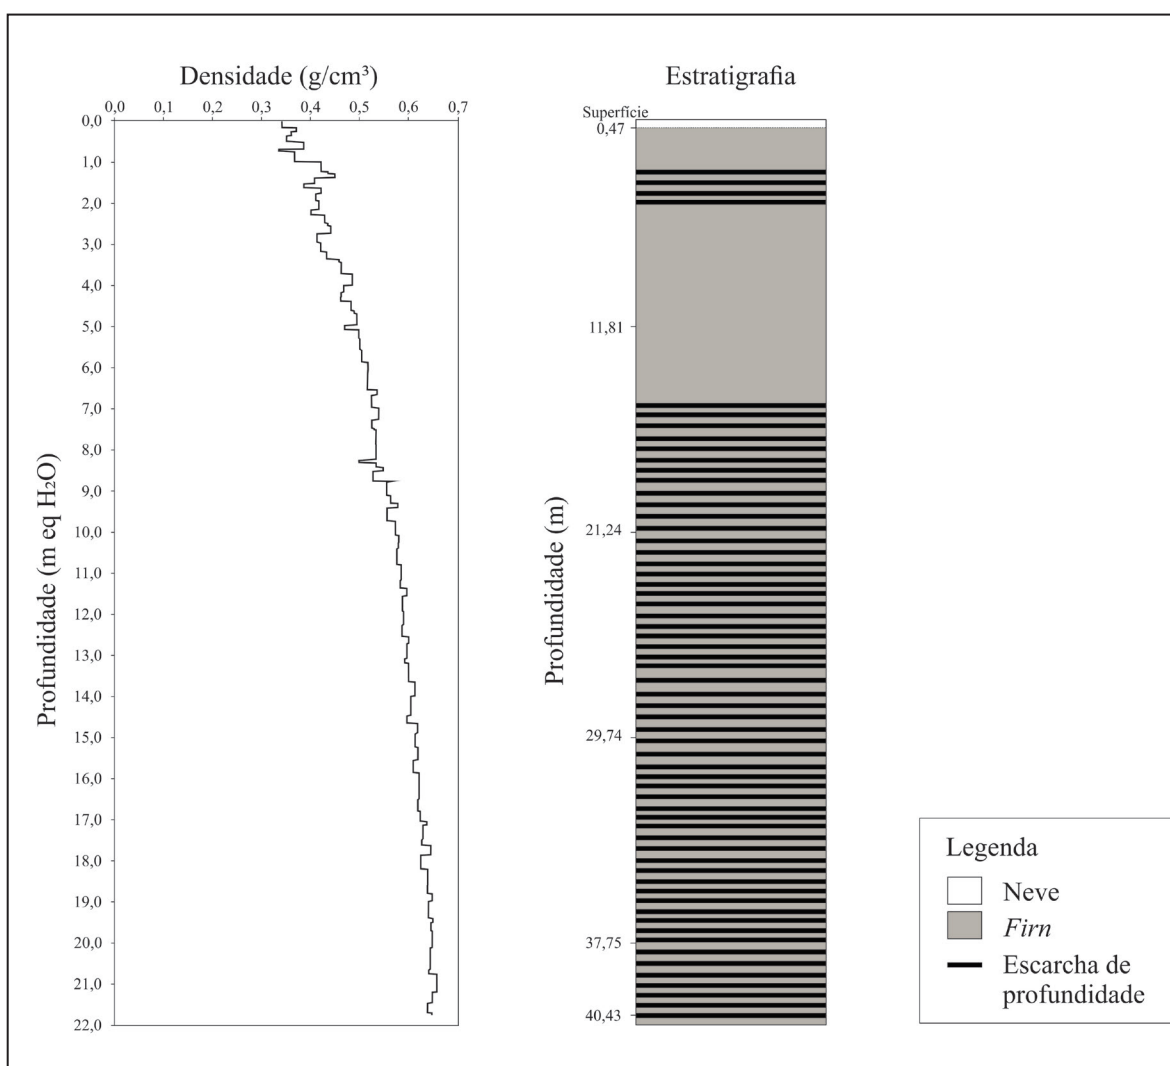 Densidade (g/cm³)
0,0 0,1 0,2 0,3 0,4 0,5 0,6 0,7
Profundidade (m eq H₂O)
0,0
1,0
2,0
3,0
4,0
5,0
6,0
7,0
8,0
9,0
10,0
11,0
12,0
13,0
14,0
15,0
16,0
17,0
18,0
19,0
20,0
21,0
22,0
Estratigrafia
Superfície
0,47
11,81
21,24
29,74
37,75
40,43
Profundidade (m)
Legenda
Neve
Firn
Escarcha de
profundidade